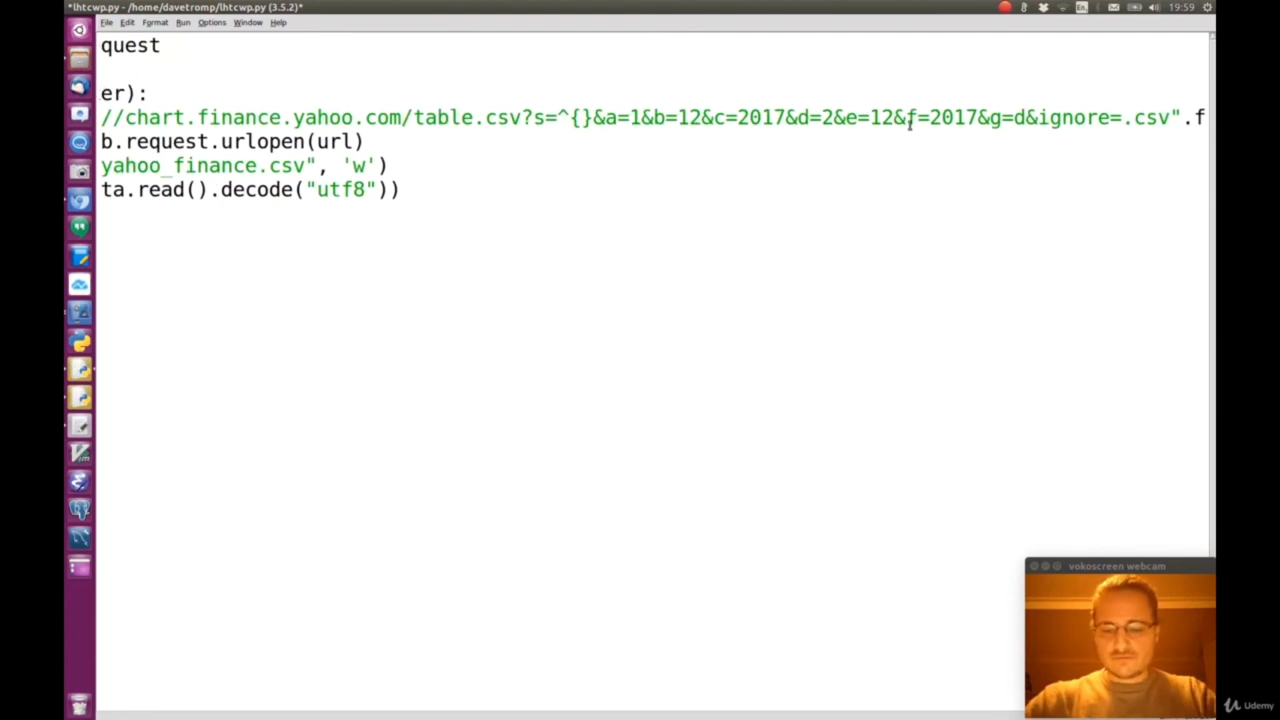 *lhtcwp.py - /home/davetromp/lhtcwp.py (3.5.2)*
En
19:59
File Edit Format Run Options Window Help
quest
er):
//chart.finance.yahoo.com/table.csv?s=^{}&a=1&b=12&c=2017&d=2&e=12&f=2017&g=d&ignore=.csv".f
b.request.urlopen(url)
yahoo_finance.csv", 'w')
ta.read().decode("utf8"))
vokoscreen webcam
Udemy